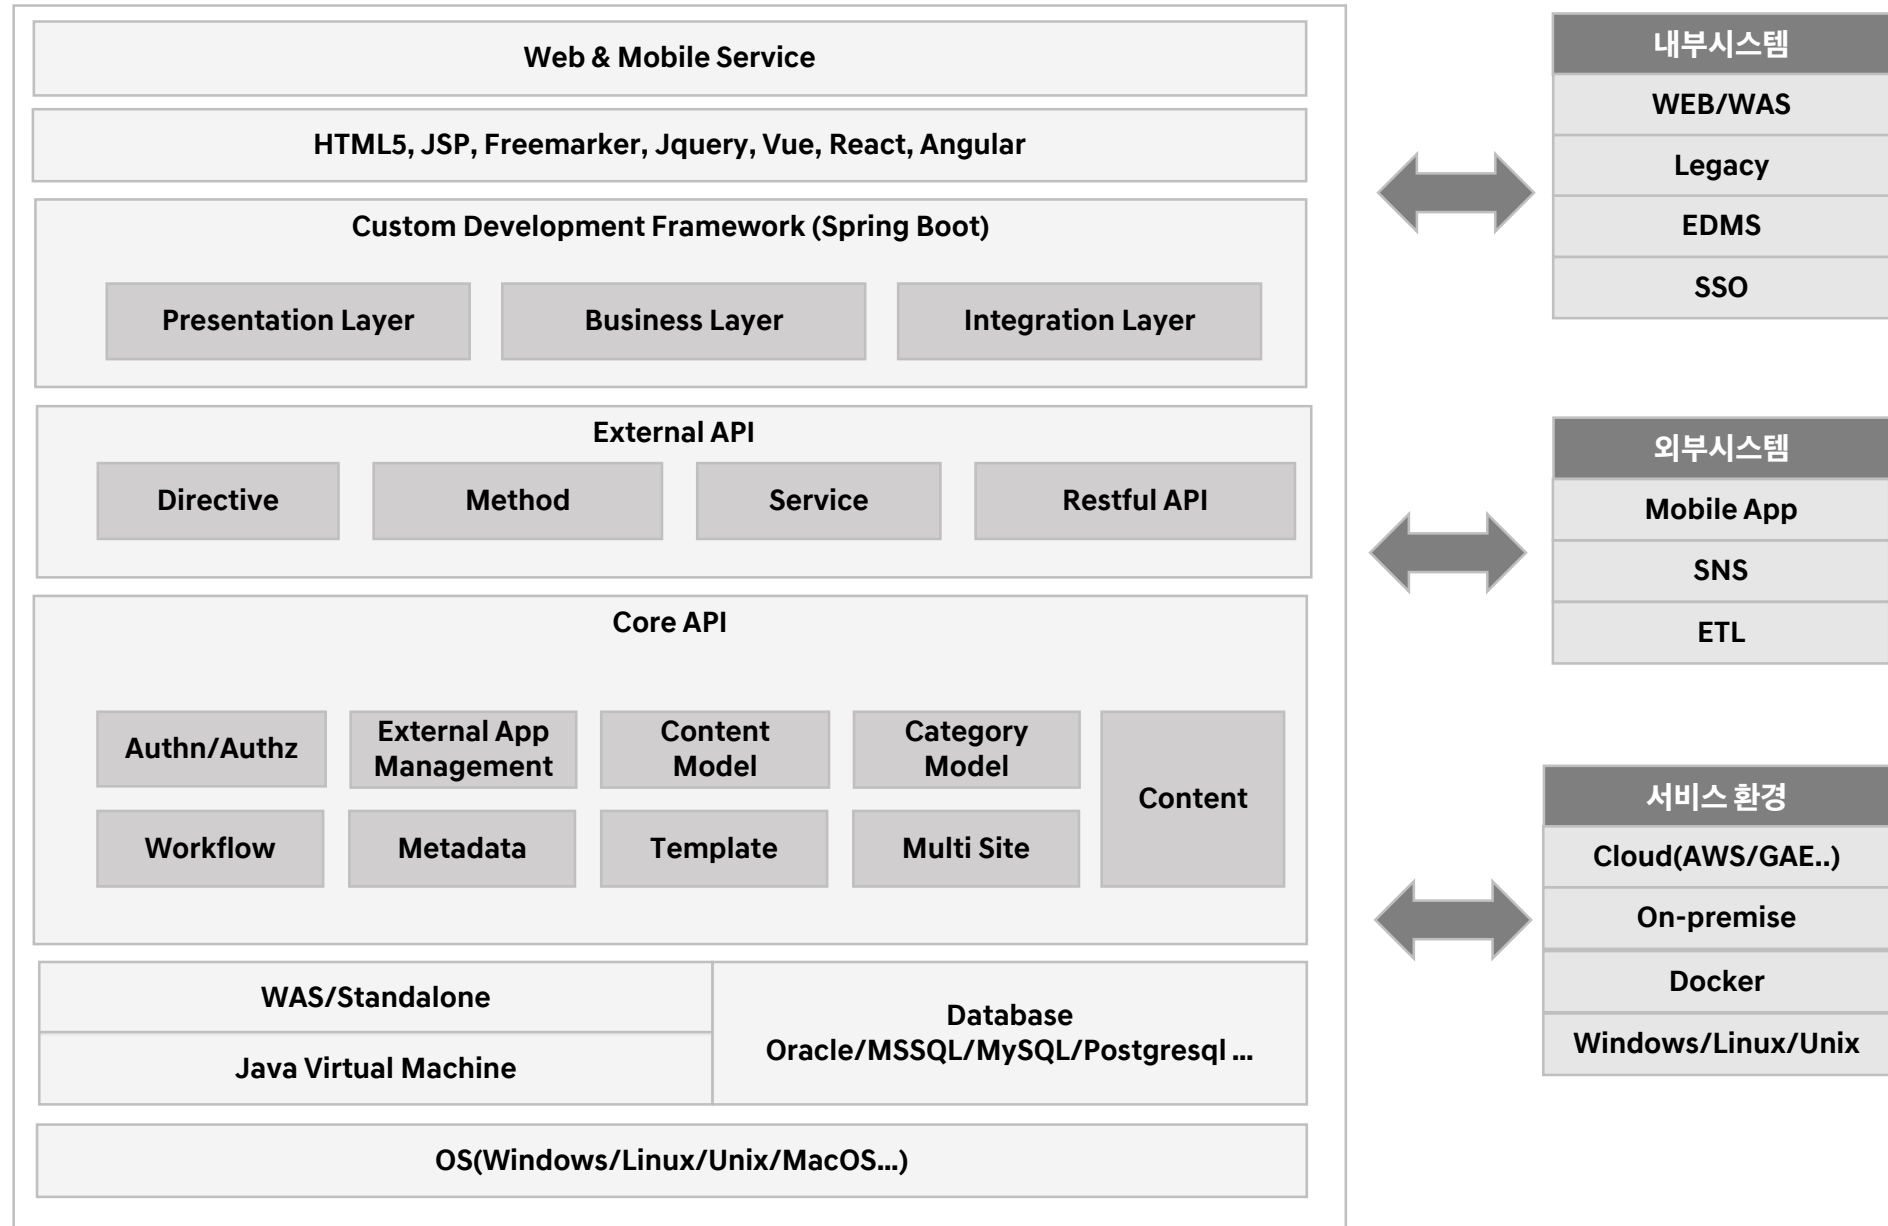 Web & Mobile Service
HTML5, JSP, Freemarker, Jquery, Vue, React, Angular
Custom Development Framework (Spring Boot)
Presentation Layer
Business Layer
Integration Layer
External API
Directive
Method
Service
Restful API
Core API
Authn/Authz
External App
Management
Content
Model
Category
Model
Content
Workflow
Metadata
Template
Multi Site
WAS/Standalone
Java Virtual Machine
Database
Oracle/MSSQL/MySQL/Postgresql ...
OS(Windows/Linux/Unix/MacOS...)
내부시스템
WEB/WAS
Legacy
EDMS
SSO
외부시스템
Mobile App
SNS
ETL
서비스 환경
Cloud(AWS/GAE..)
On-premise
Docker
Windows/Linux/Unix